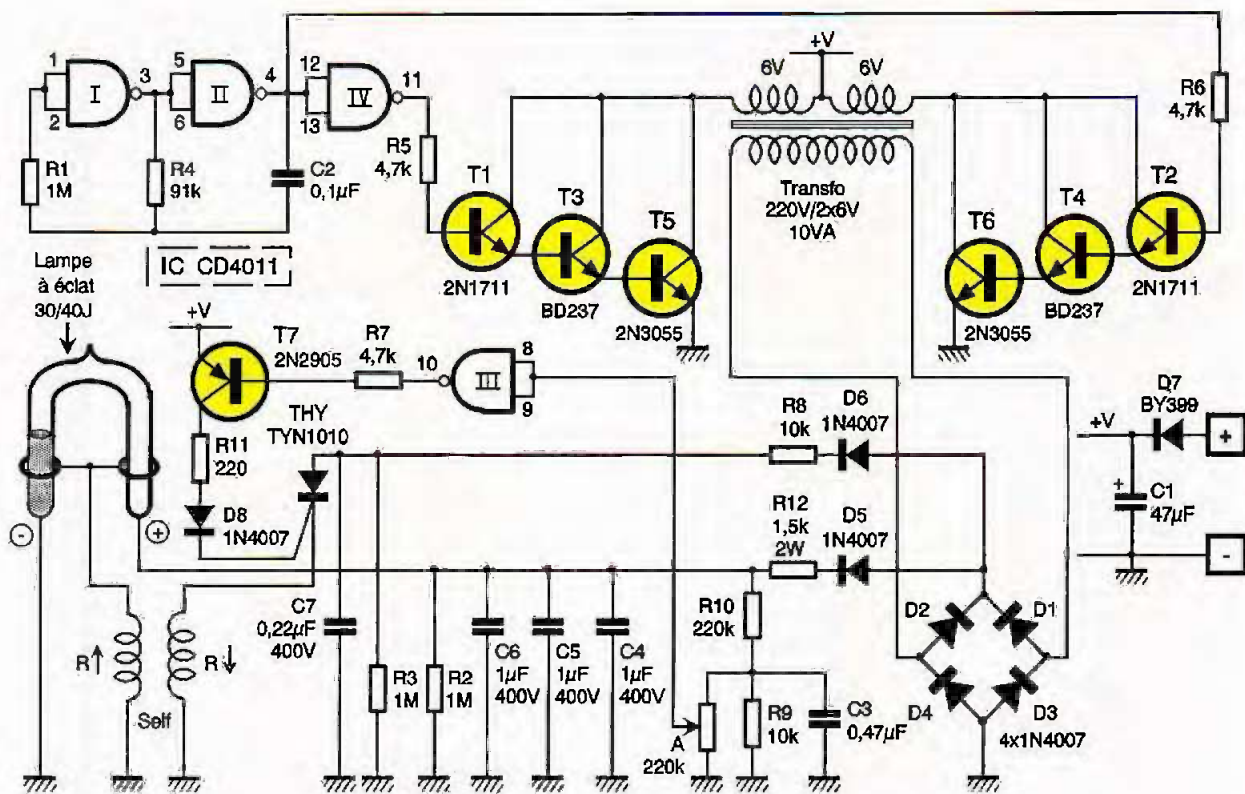 +V
6V
6V
1
2
I
3
5
6
II
4
12
13
IV
11
R6
4,7k
R1
1M
R4
91k
C2
0,1µF
R5
4,7k
T1
2N1711
T3
BD237
T5
2N3055
Transfo
220V/2x6V
10VA
T6
2N3055
T4
BD237
T2
2N1711
IC CD4011
Lampe
à éclat
30/40J
+V
T7
2N2905
R7
4,7k
10
III
8
9
THY
TYN1010
R11
220
D8
1N4007
R8
10k
D6
1N4007
R12
1,5k
2W
D5
1N4007
+V
D7
BY399
+
C1
47µF
+
-
-
+
R
R
Self
C7
0,22µF
400V
R3
1M
R2
1M
C6
1µF
400V
C5
1µF
400V
C4
1µF
400V
R10
220k
A
220k
R9
10k
C3
0,47µF
D2
D1
D4
D3
4x1N4007